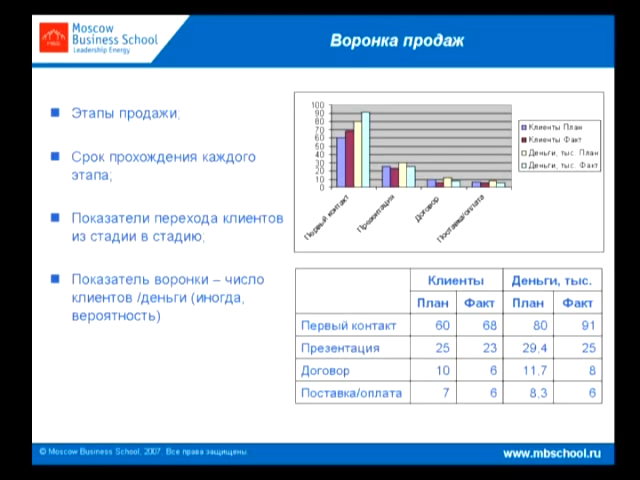 Moscow
Business School
Leadership Energy
Воронка продаж
Этапы продажи;
Срок прохождения каждого
этапа;
Показатели перехода клиентов
из стадии в стадию;
Показатель воронки – число
клиентов /деньги (иногда,
вероятность)
100
90
80
70
60
50
40
30
20
10
0
Первый контакт
Презентация
Договор
Поставка/оплата
Клиенты План
Клиенты Факт
Деньги, тыс. План
Деньги, тыс. Факт
Клиенты Деньги, тыс.
План Факт План Факт
Первый контакт 60 68 80 91
Презентация 25 23 29.4 25
Договор 10 6 11.7 8
Поставка/оплата 7 6 8.3 6
© Moscow Business School, 2007. Все права защищены.
www.mbschool.ru